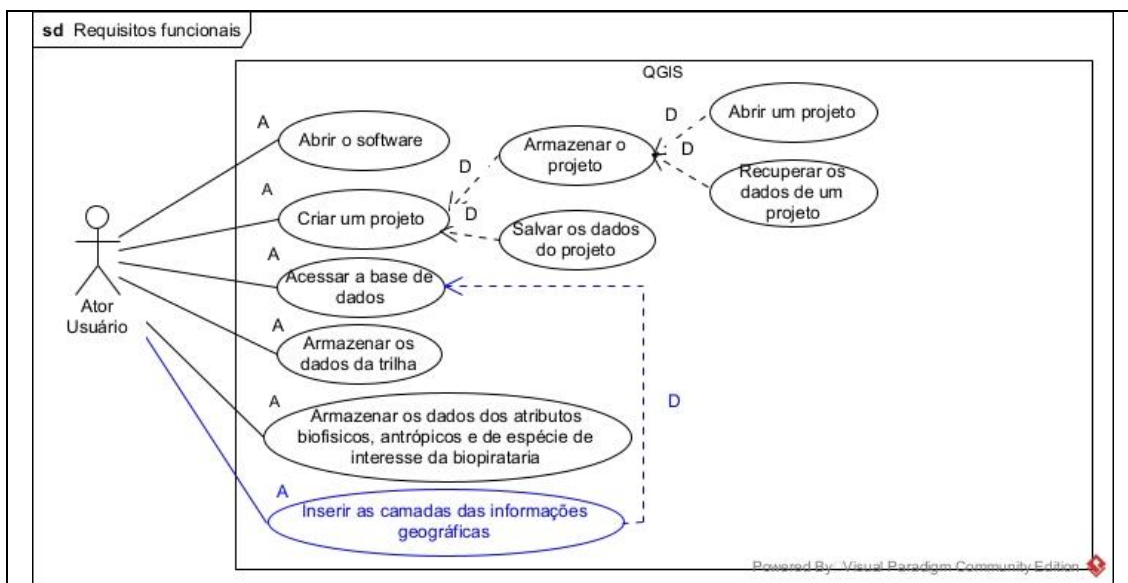 sd Requisitos funcionais
QGIS
A
Abrir o software
A
Criar um projeto
A
Acessar a base de
dados
A
Armazenar os
dados da trilha
A
Armazenar os dados dos atributos
biofisicos, antrópicos e de espécie de
interesse da biopirataria
A
Inserir as camadas das informações
geográficas
Ator
Usuário
D
D
Armazenar o
projeto
Salvar os dados
do projeto
D
D
Abrir um projeto
Recuperar os
dados de um
projeto
D
Powered By: Visual Paradigm Community Edition